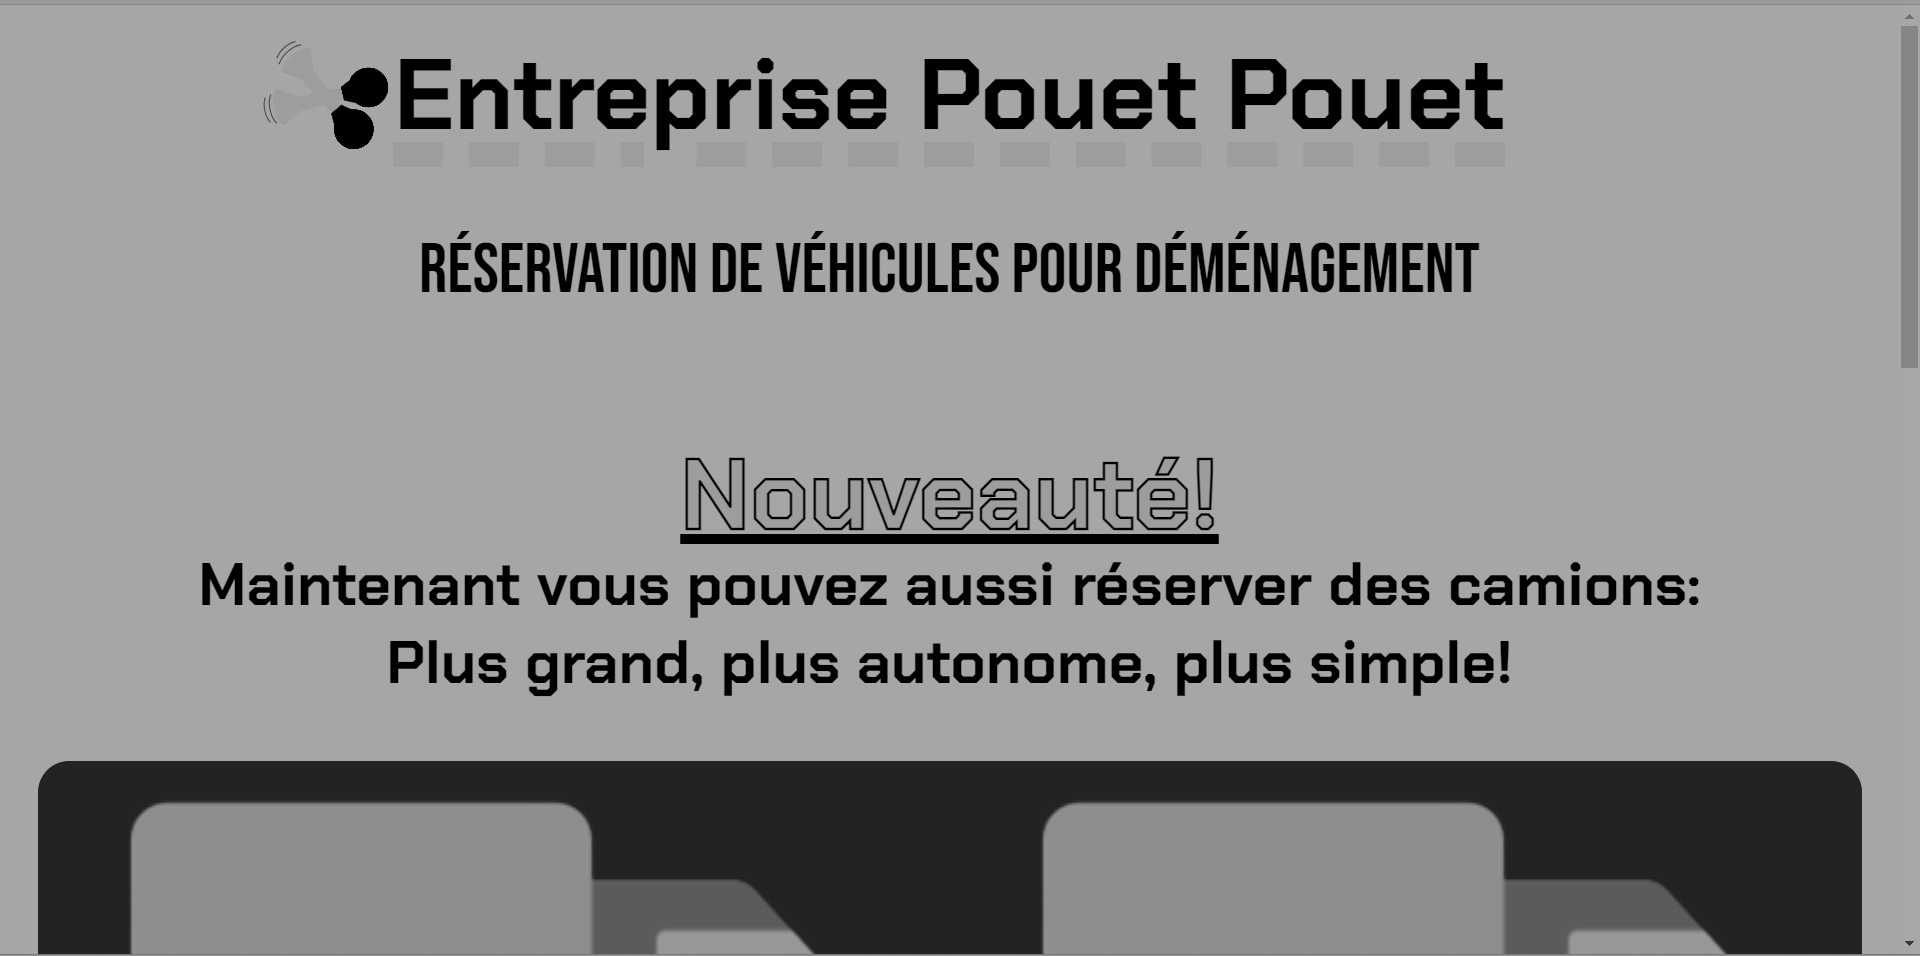 Entreprise Pouet Pouet
RÉSERVATION DE VÉHICULES POUR DÉMÉNAGEMENT
Nouveauté!
Maintenant vous pouvez aussi réserver des camions:
Plus grand, plus autonome, plus simple!